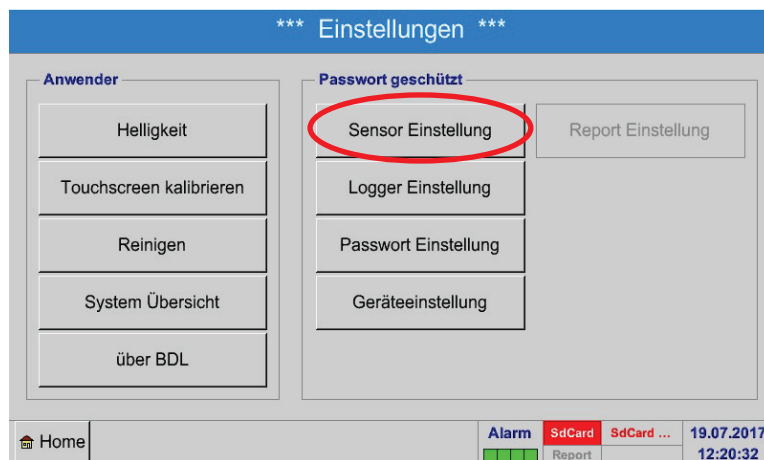 *** Einstellungen ***
Anwender
Helligkeit
Touchscreen kalibrieren
Reinigen
System Übersicht
über BDL
Passwort geschützt
Sensor Einstellung
Report Einstellung
Logger Einstellung
Passwort Einstellung
Geräteeinstellung
Home
Alarm
SdCard
SdCard ...
Report
19.07.2017
12:20:32